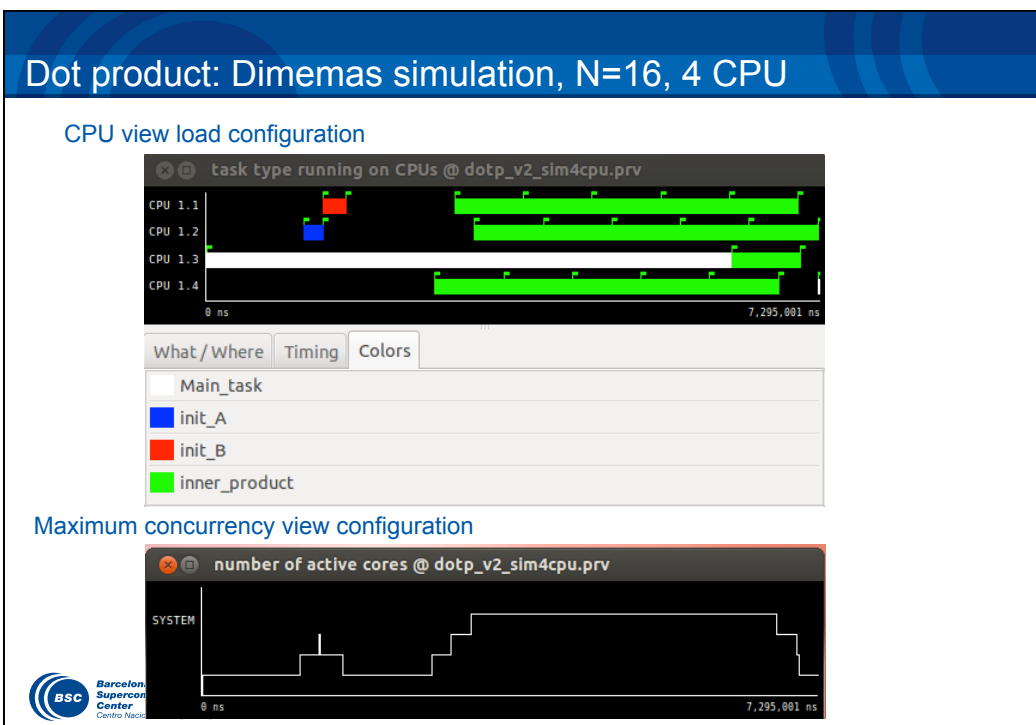 Dot product: Dimemas simulation, N=16, 4 CPU
CPU view load configuration
task type running on CPUs @ dotp_v2_sim4cpu.prv
CPU 1.1
CPU 1.2
CPU 1.3
CPU 1.4
0 ns 7,295,001 ns
What / Where Timing Colors
Main_task
init_A
init_B
inner_product
Maximum concurrency view configuration
number of active cores @ dotp_v2_sim4cpu.prv
SYSTEM
0 ns 7,295,001 ns
BSC
Center
Centro